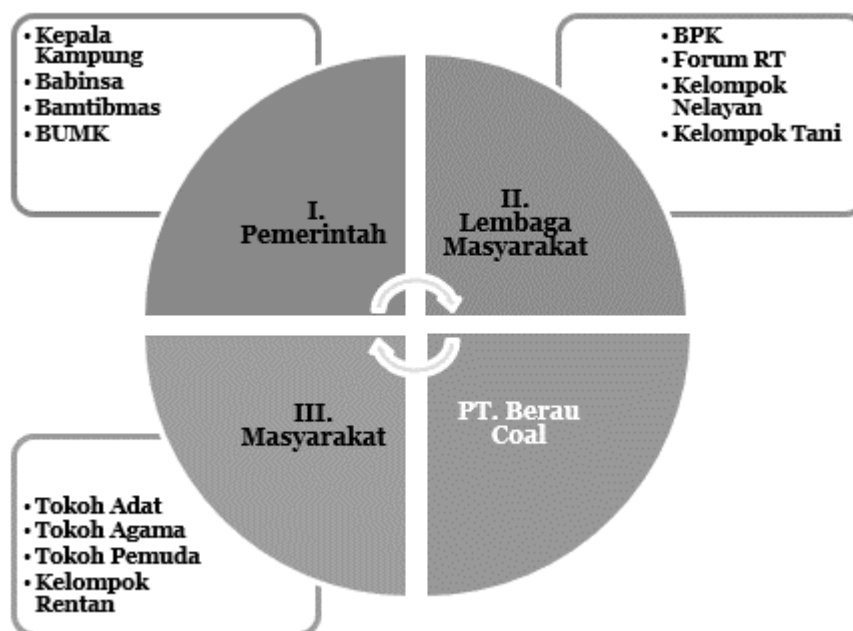 • Kepala
Kampung
• Babinsa
• Bamtibmas
• BUMK
• BPK
• Forum RT
• Kelompok
Nelayan
• Kelompok Tani
I.
Pemerintah
II.
Lembaga
Masyarakat
III.
Masyarakat
PT. Berau
Coal
• Tokoh Adat
• Tokoh Agama
• Tokoh Pemuda
• Kelompok
Rentan